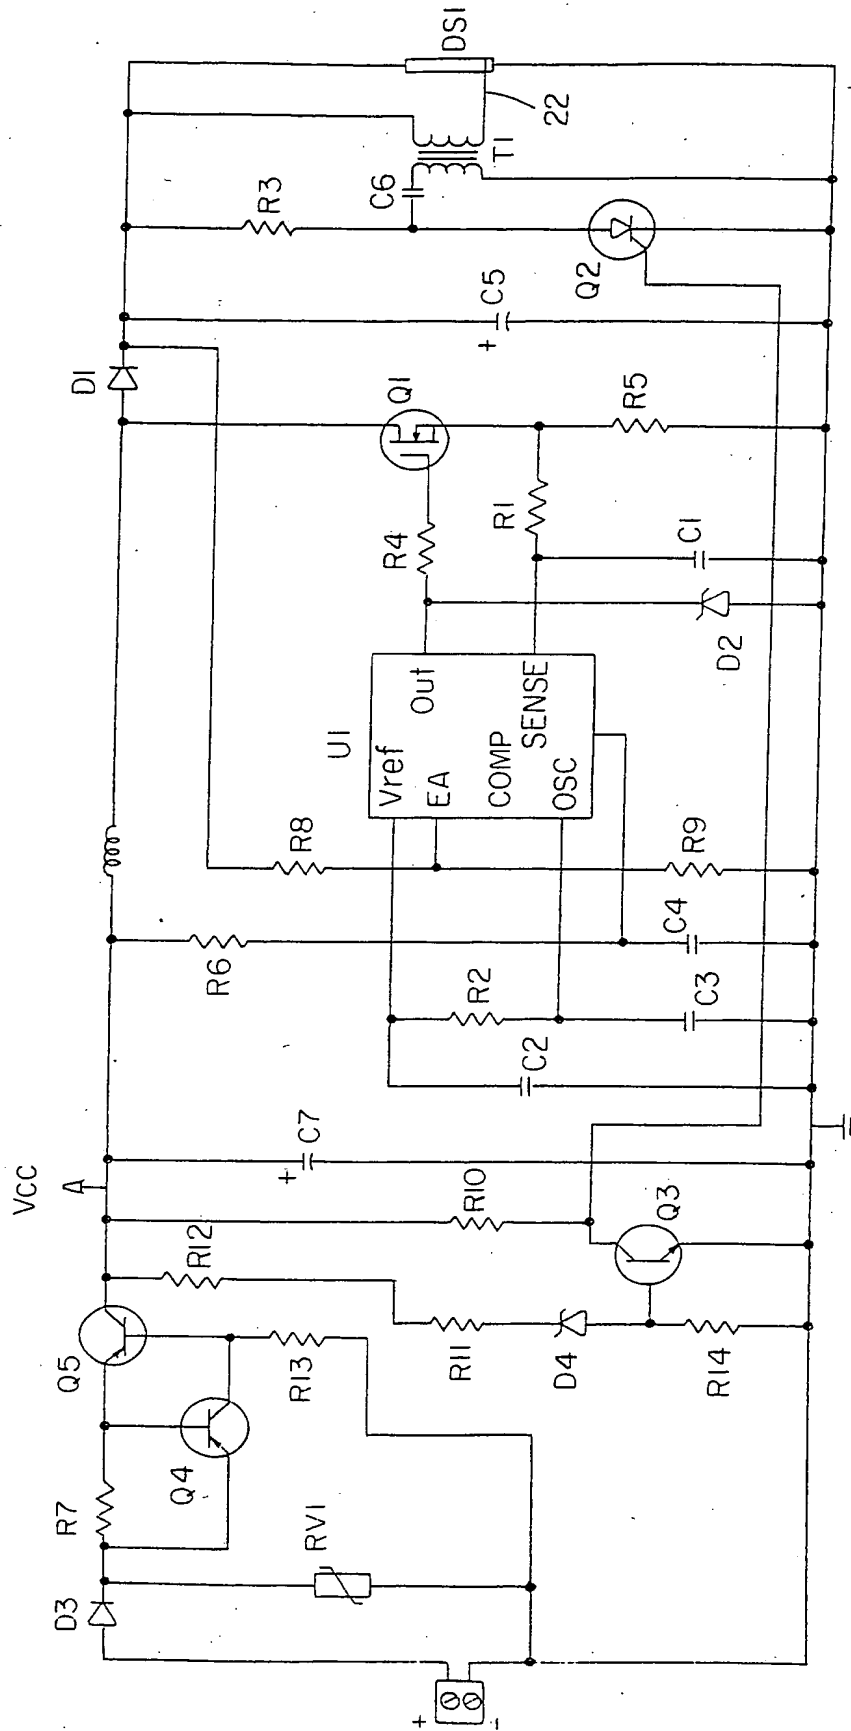 VCC
D1
R3
DS1
22
T1
C6
C5
+
Q2
Q1
R5
R4
R1
C1
D2
U1
Vref
Out
EA
COMP
SENSE
OSC
R8
R9
R6
C4
R2
C3
C2
C7
+
R10
Q3
R12
R11
D4
R14
Q5
R13
Q4
R7
RV1
D3
+
-